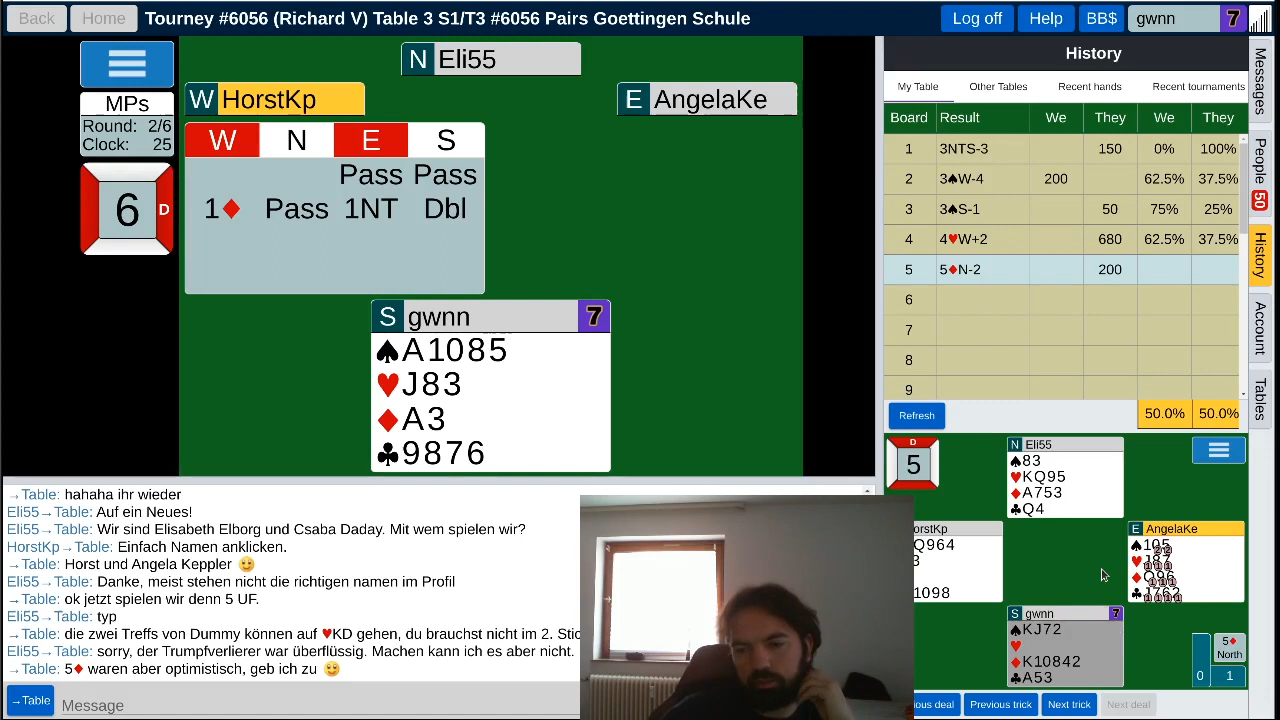 Back Home Tourney #6056 (Richard V) Table 3 S1/T3 #6056 Pairs Goettingen Schule Log off Help BB$ gwnn 7
N Eli55
W HorstKp
E AngelaKe
MPs
Round: 2/6
Clock: 25
6 D
W N E S
Pass Pass
1♦ Pass 1NT Dbl
S gwnn 7
♠A1085
♥J83
♦A3
♣9876
→Table: hahaha ihr wieder
Eli55→Table: Auf ein Neues!
Eli55→Table: Wir sind Elisabeth Elborg und Csaba Daday. Mit wem spielen wir?
HorstKp→Table: Einfach Namen anklicken.
→Table: Horst und Angela Keppler 😉
Eli55→Table: Danke, meist stehen nicht die richtigen namen im Profil
→Table: ok jetzt spielen wir denn 5 UF.
Eli55→Table: typ
→Table: die zwei Treffs von Dummy können auf ♥KD gehen, du brauchst nicht im 2. Stic
Eli55→Table: sorry, der Trumpfverlierer war überflüssig. Machen kann ich es aber nicht.
→Table: 5♦ waren aber optimistisch, geb ich zu 😉
→Table Message
History
My Table Other Tables Recent hands Recent tournaments
Board Result We They We They
1 3NTS-3 150 0% 100%
2 3♠W-4 200 62.5% 37.5%
3 3♠S-1 50 75% 25%
4 4♥W+2 680 62.5% 37.5%
5 5♦N-2 200
6
7
8
9
Refresh 50.0% 50.0%
D
5
N Eli55
♠83
♥KQ95
♦A753
♣Q4
orstKp
Q964
3
1098
E AngelaKe
♠105
S gwnn 7
♠KJ72
♥
♦K10842
♣A53
5♦
North
0 1
ous deal Previous trick Next trick Next deal
Messages
People 50
History
Account
Tables